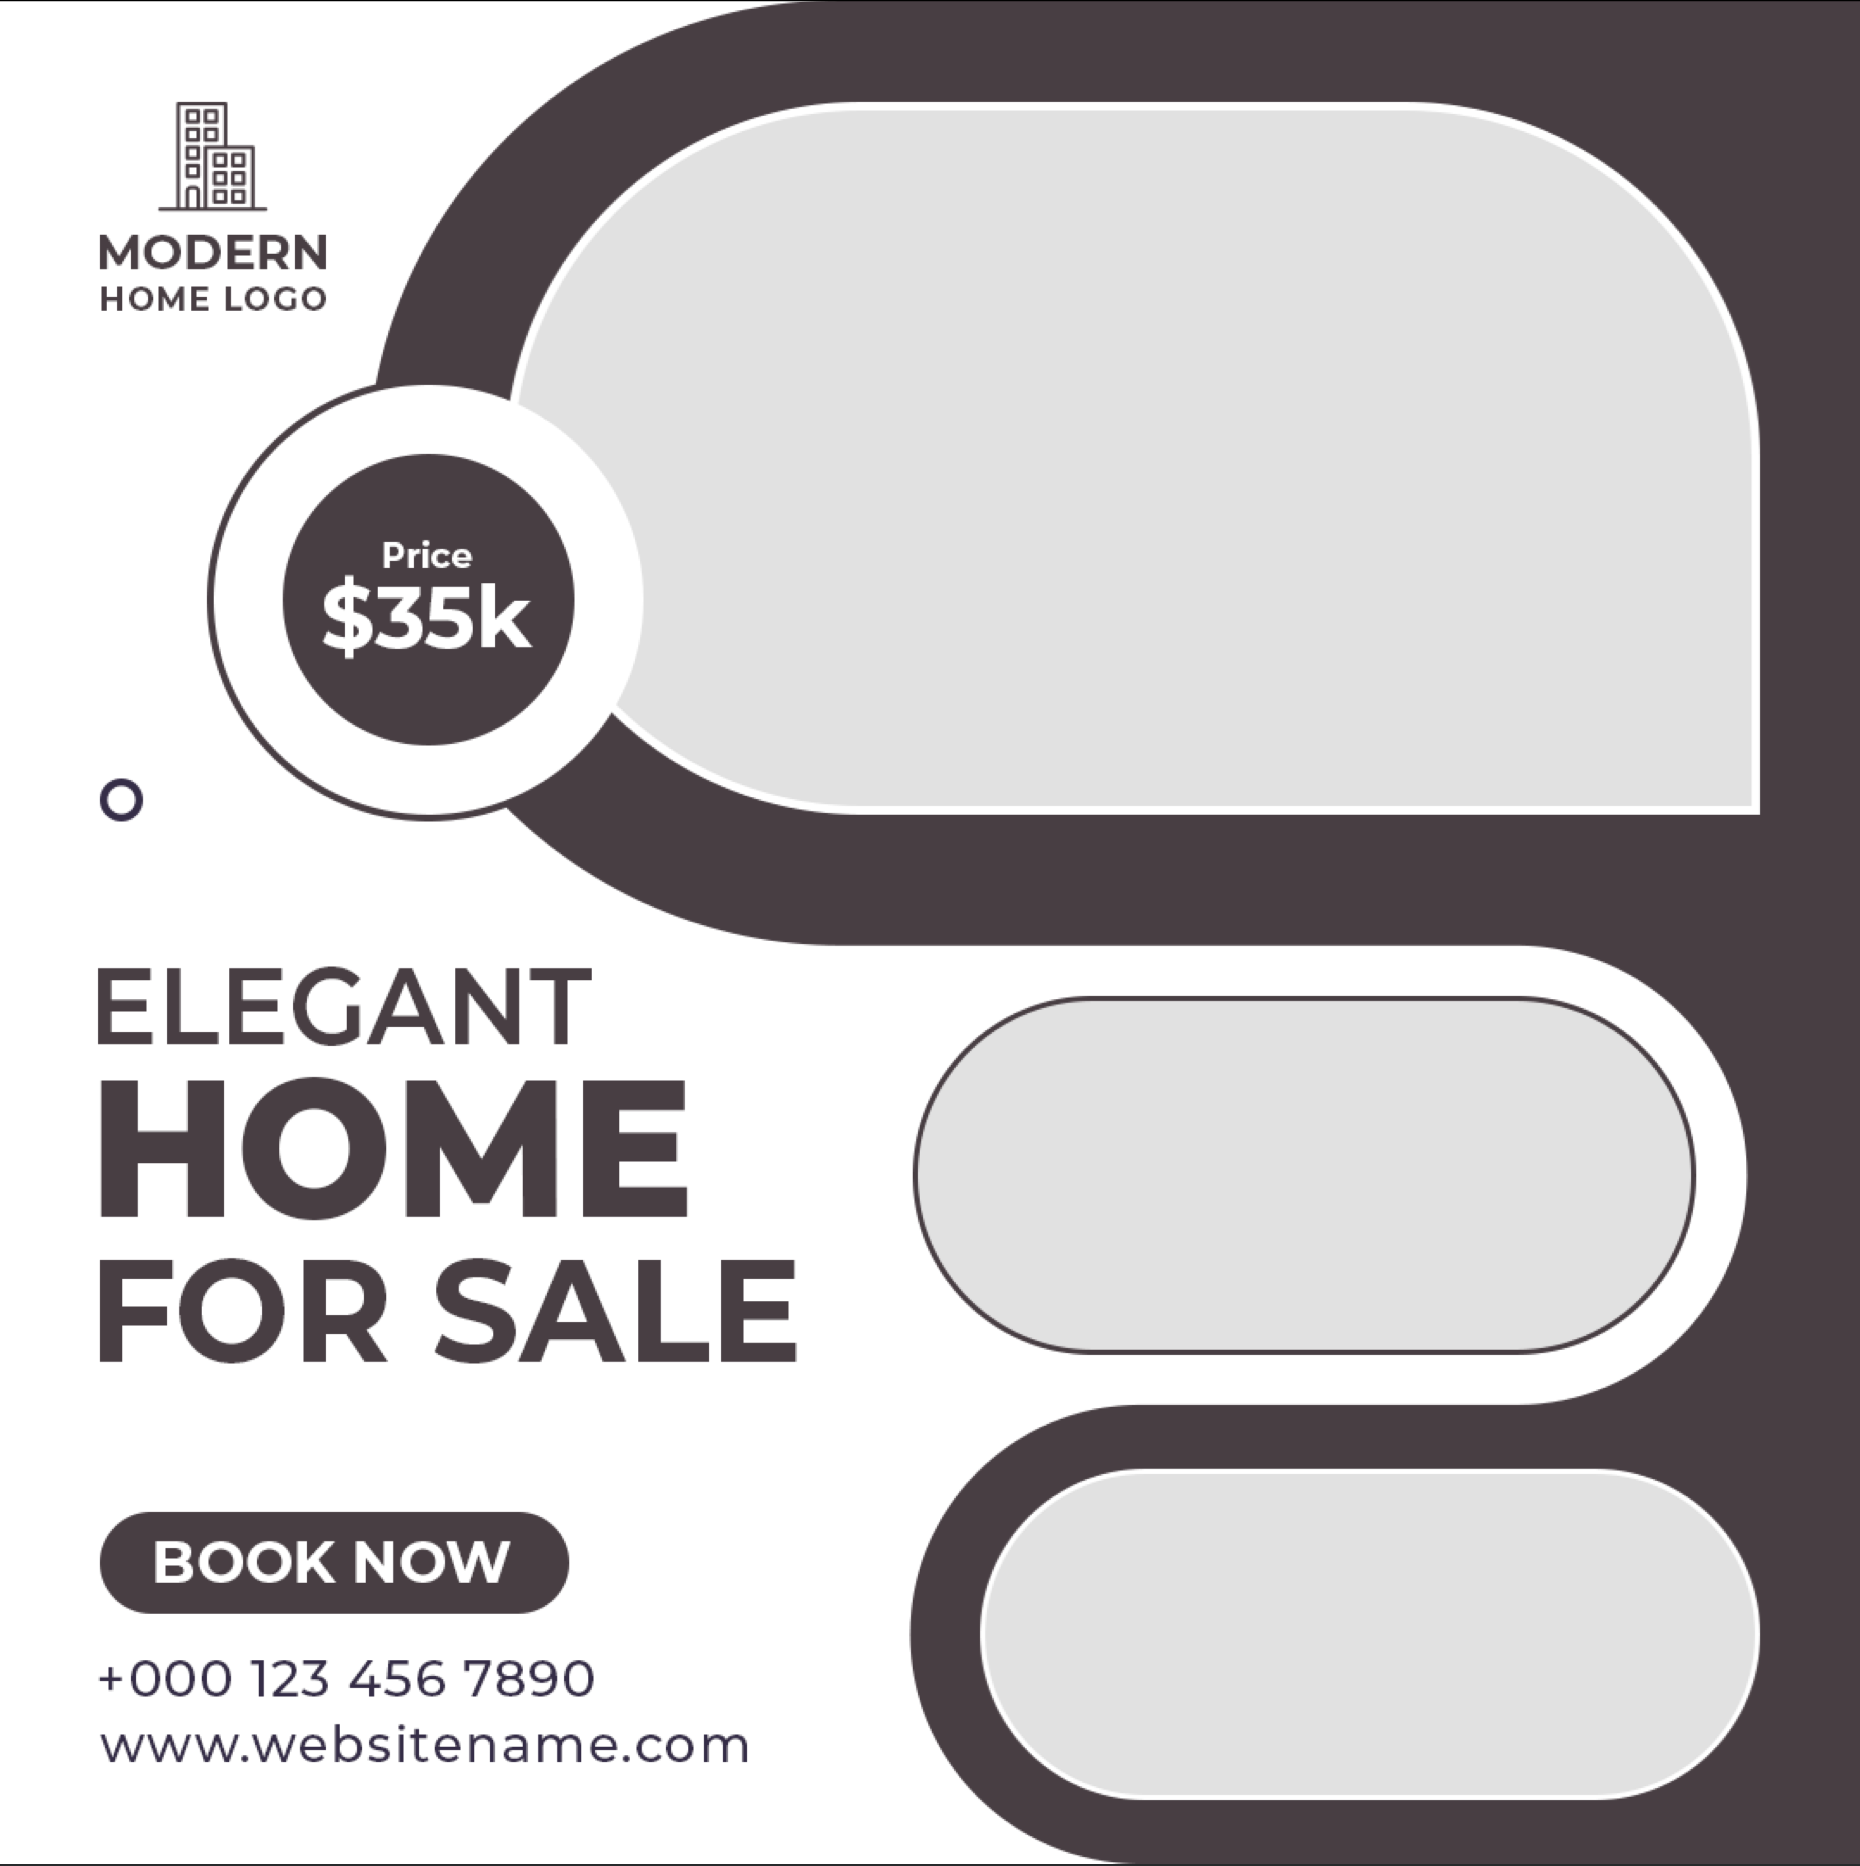 MODERN
HOME LOGO
Price
$35k
ELEGANT
HOME
FOR SALE
BOOK NOW
+000 123 456 7890
www.websitename.com